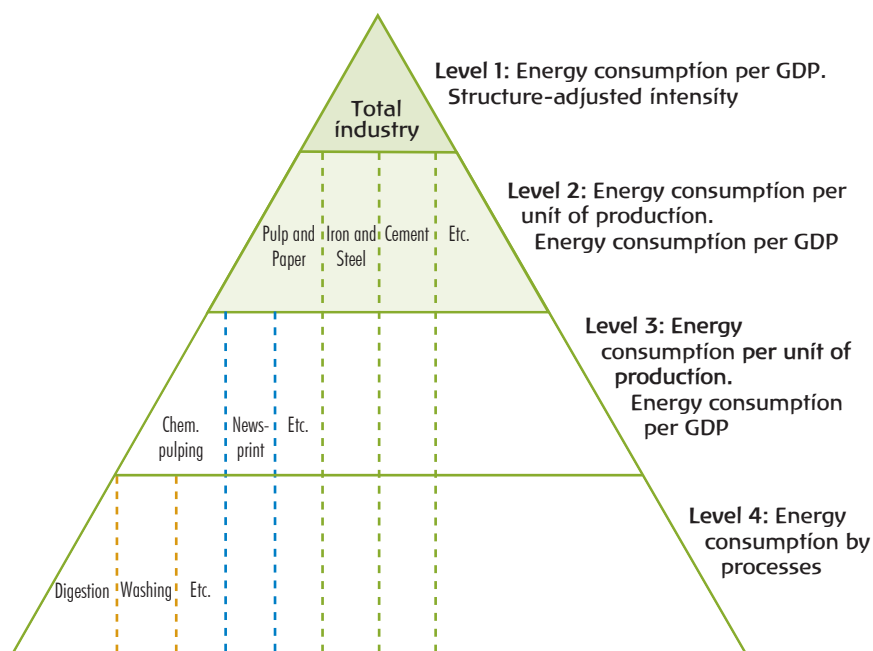 Level 1: Energy consumption per GDP.
Structure-adjusted intensity
Total
industry
Level 2: Energy consumption per
unit of production.
Energy consumption per GDP
Pulp and
Paper
Iron and
Steel
Cement
Etc.
Level 3: Energy
consumption per unit of
production.
Energy consumption
per GDP
Chem.
pulping
News-
print
Etc.
Level 4: Energy
consumption by
processes
Digestion
Washing
Etc.